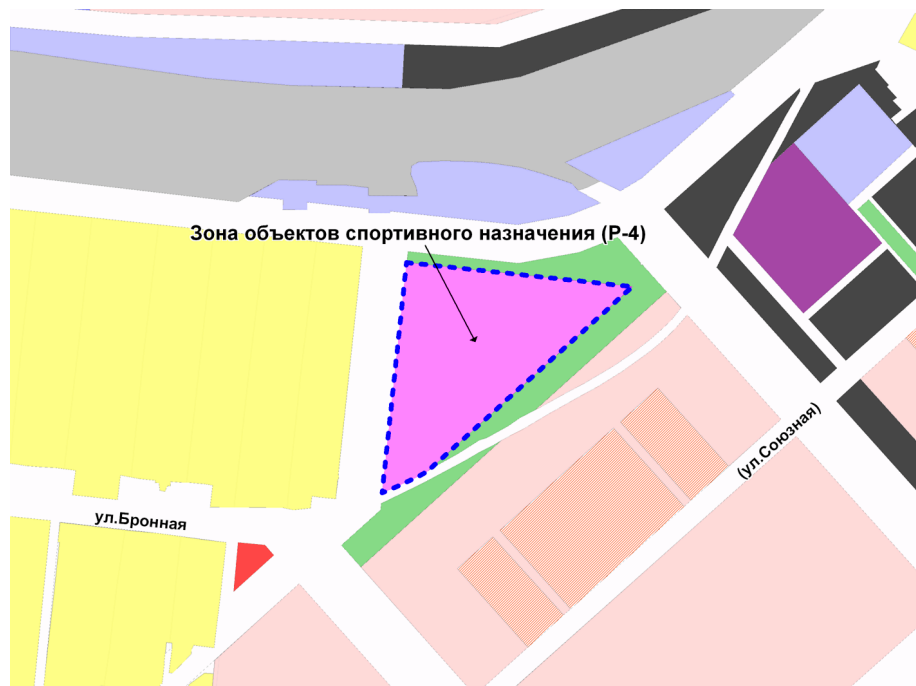 Зона объектов спортивного назначения (Р-4)
(ул.Союзная)
ул.Бронная